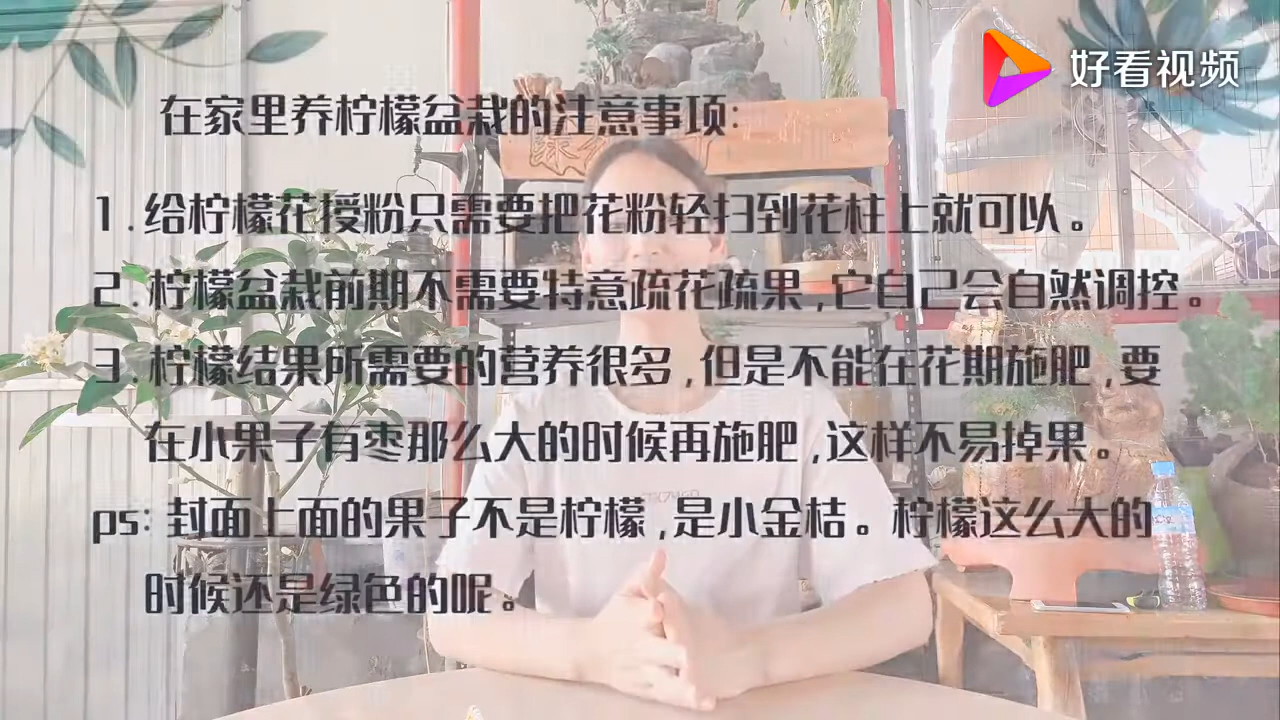 好看视频
在家里养柠檬盆栽的注意事项:
1.给柠檬花授粉只需要把花粉轻扫到花柱上就可以。
2.柠檬盆栽前期不需要特意疏花疏果,它自己会自然调控。
3 柠檬结果所需要的营养很多,但是不能在花期施肥,要
在小果子有枣那么大的时候再施肥,这样不易掉果。
ps:封面上面的果子不是柠檬,是小金桔。柠檬这么大的
时候还是绿色的呢。